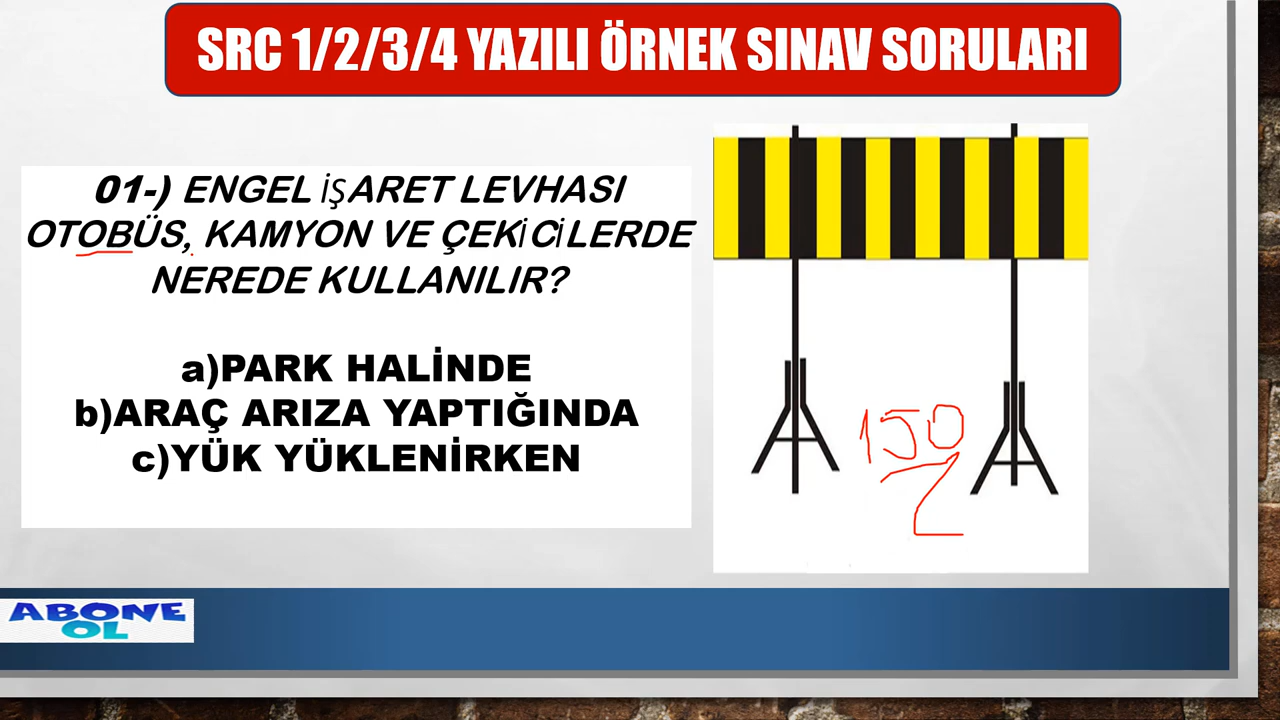 SRC 1/2/3/4 YAZILI ÖRNEK SINAV SORULARI
01-) ENGEL İŞARET LEVHASI
OTOBÜS, KAMYON VE ÇEKİCİLERDE
NEREDE KULLANILIR?
a)PARK HALİNDE
b)ARAÇ ARIZA YAPTIĞINDA
c)YÜK YÜKLENİRKEN
150
2
ABONE
OL